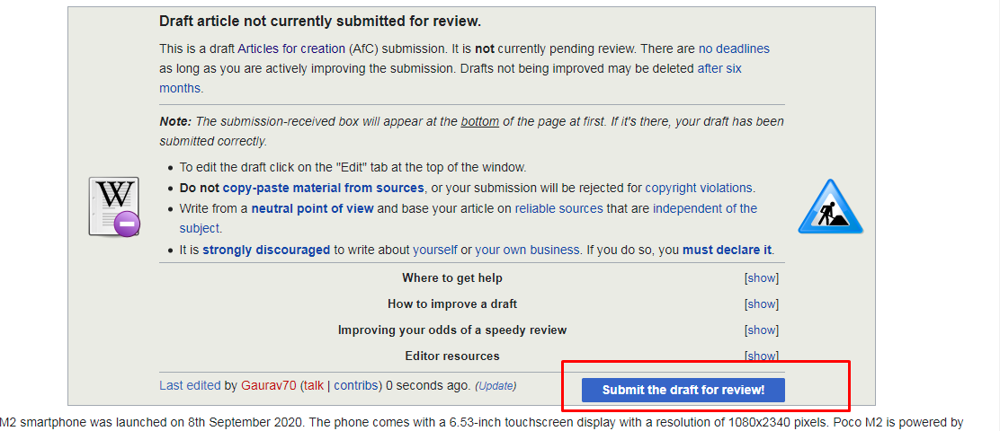 Draft article not currently submitted for review.
This is a draft Articles for creation (AfC) submission. It is not currently pending review. There are no deadlines
as long as you are actively improving the submission. Drafts not being improved may be deleted after six
months.
Note: The submission-received box will appear at the bottom of the page at first. If it's there, your draft has been
submitted correctly.
W
To edit the draft click on the "Edit" tab at the top of the window.
Do not copy-paste material from sources, or your submission will be rejected for copyright violations.
Write from a neutral point of view and base your article on reliable sources that are independent of the
subject.
It is strongly discouraged to write about yourself or your own business. If you do so, you must declare it.
Where to get help [show]
How to improve a draft [show]
Improving your odds of a speedy review [show]
Editor resources [show]
Last edited by Gaurav70 (talk | contribs) 0 seconds ago. (Update) Submit the draft for review!
M2 smartphone was launched on 8th September 2020. The phone comes with a 6.53-inch touchscreen display with a resolution of 1080x2340 pixels. Poco M2 is powered by